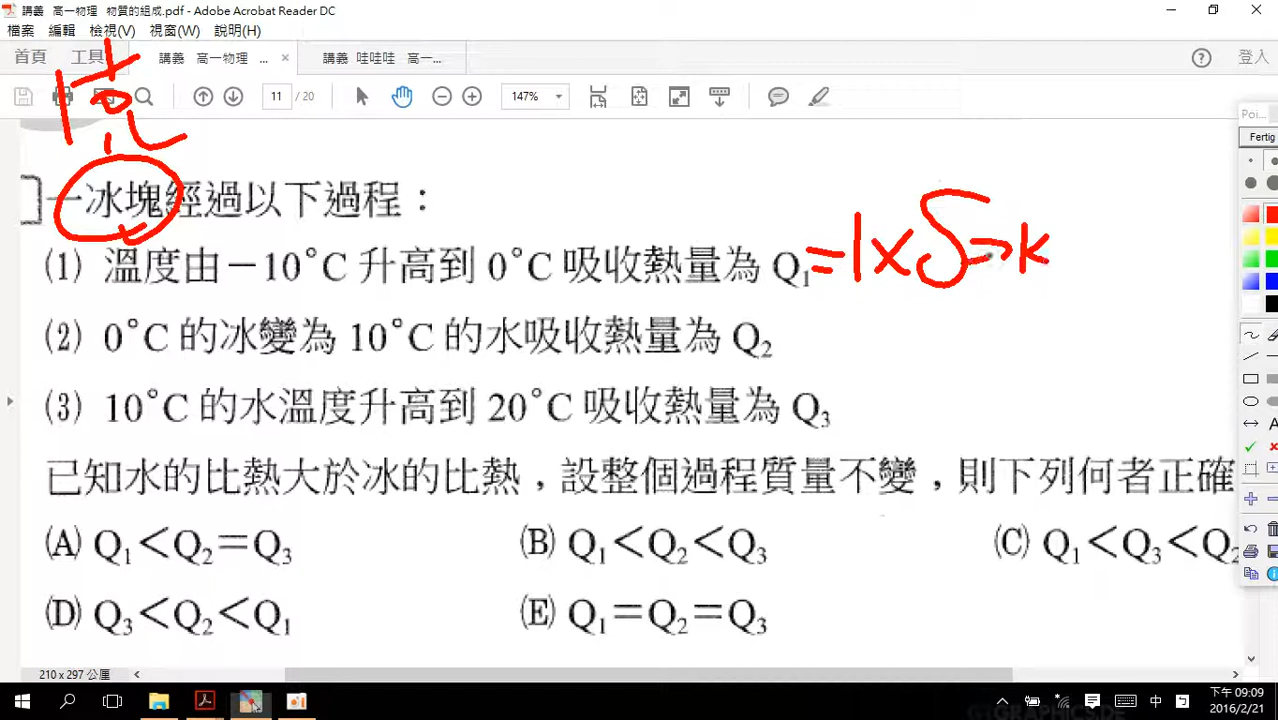 講義 高一物理 物質的組成.pdf - Adobe Acrobat Reader DC
檔案 編輯 檢視(V) 視窗(W) 說明(H)
首頁 工具 講義 高一物理 ... × 講義 哇哇哇 高一... 登入
11 / 20 147%
Poi...
Fertig
1克
一冰塊經過以下過程：
(1) 溫度由－10°C 升高到 0°C 吸收熱量為 Q₁ =1×S
(2) 0°C 的冰變為 10°C 的水吸收熱量為 Q₂
(3) 10°C 的水溫度升高到 20°C 吸收熱量為 Q₃
已知水的比熱大於冰的比熱，設整個過程質量不變，則下列何者正確
(A) Q₁＜Q₂＝Q₃ (B) Q₁＜Q₂＜Q₃ (C) Q₁＜Q₃＜Q₂
(D) Q₃＜Q₂＜Q₁ (E) Q₁＝Q₂＝Q₃
210 x 297 公厘
中 下午 09:09
2016/2/21